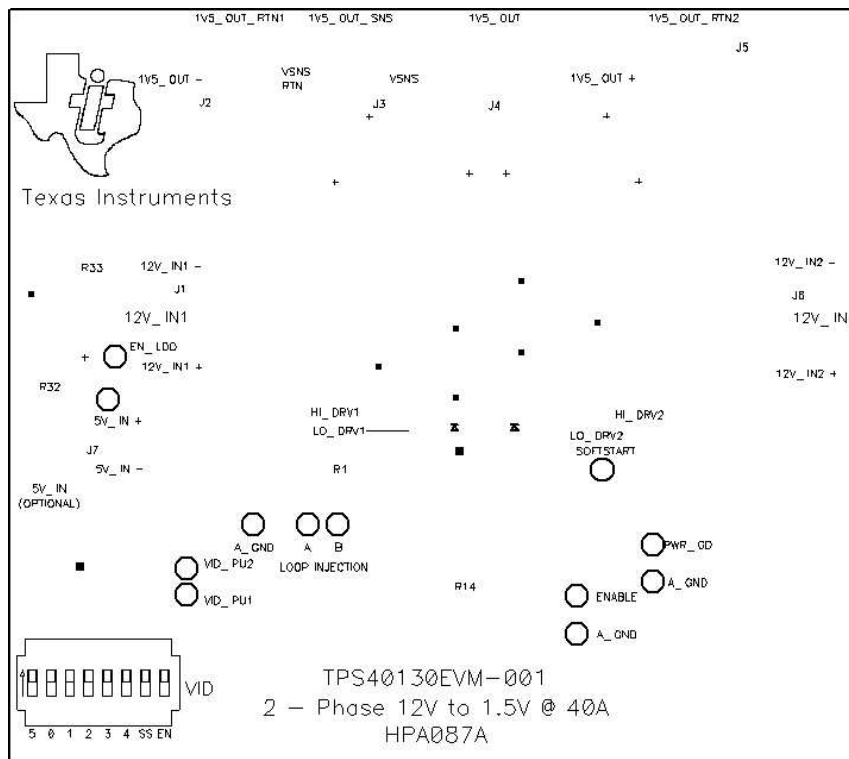 1V5_OUT_RTN1 1V5_OUT_SNS 1V5_OUT 1V5_OUT_RTN2
J5
1V5_OUT - VSNS RTN VSNS 1V5_OUT +
J2 J3 J4
Texas Instruments
R33 12V_IN1 - 12V_IN2 -
J1 J6
12V_IN1 12V_IN
EN_LDO
12V_IN1 + 12V_IN2 +
R32
5V_IN +
HI_DRV1 HI_DRV2
LO_DRV1 LO_DRV2
J7 SOFTSTART
5V_IN - R1
5V_IN
(OPTIONAL)
A_GND A B PWR_GD
VID_PU2 LOOP INJECTION
A_GND
VID_PU1 R14 ENABLE
A_GND
VID
5 0 1 2 3 4 SS EN
TPS40130EVM-001
2 - Phase 12V to 1.5V @ 40A
HPA087A